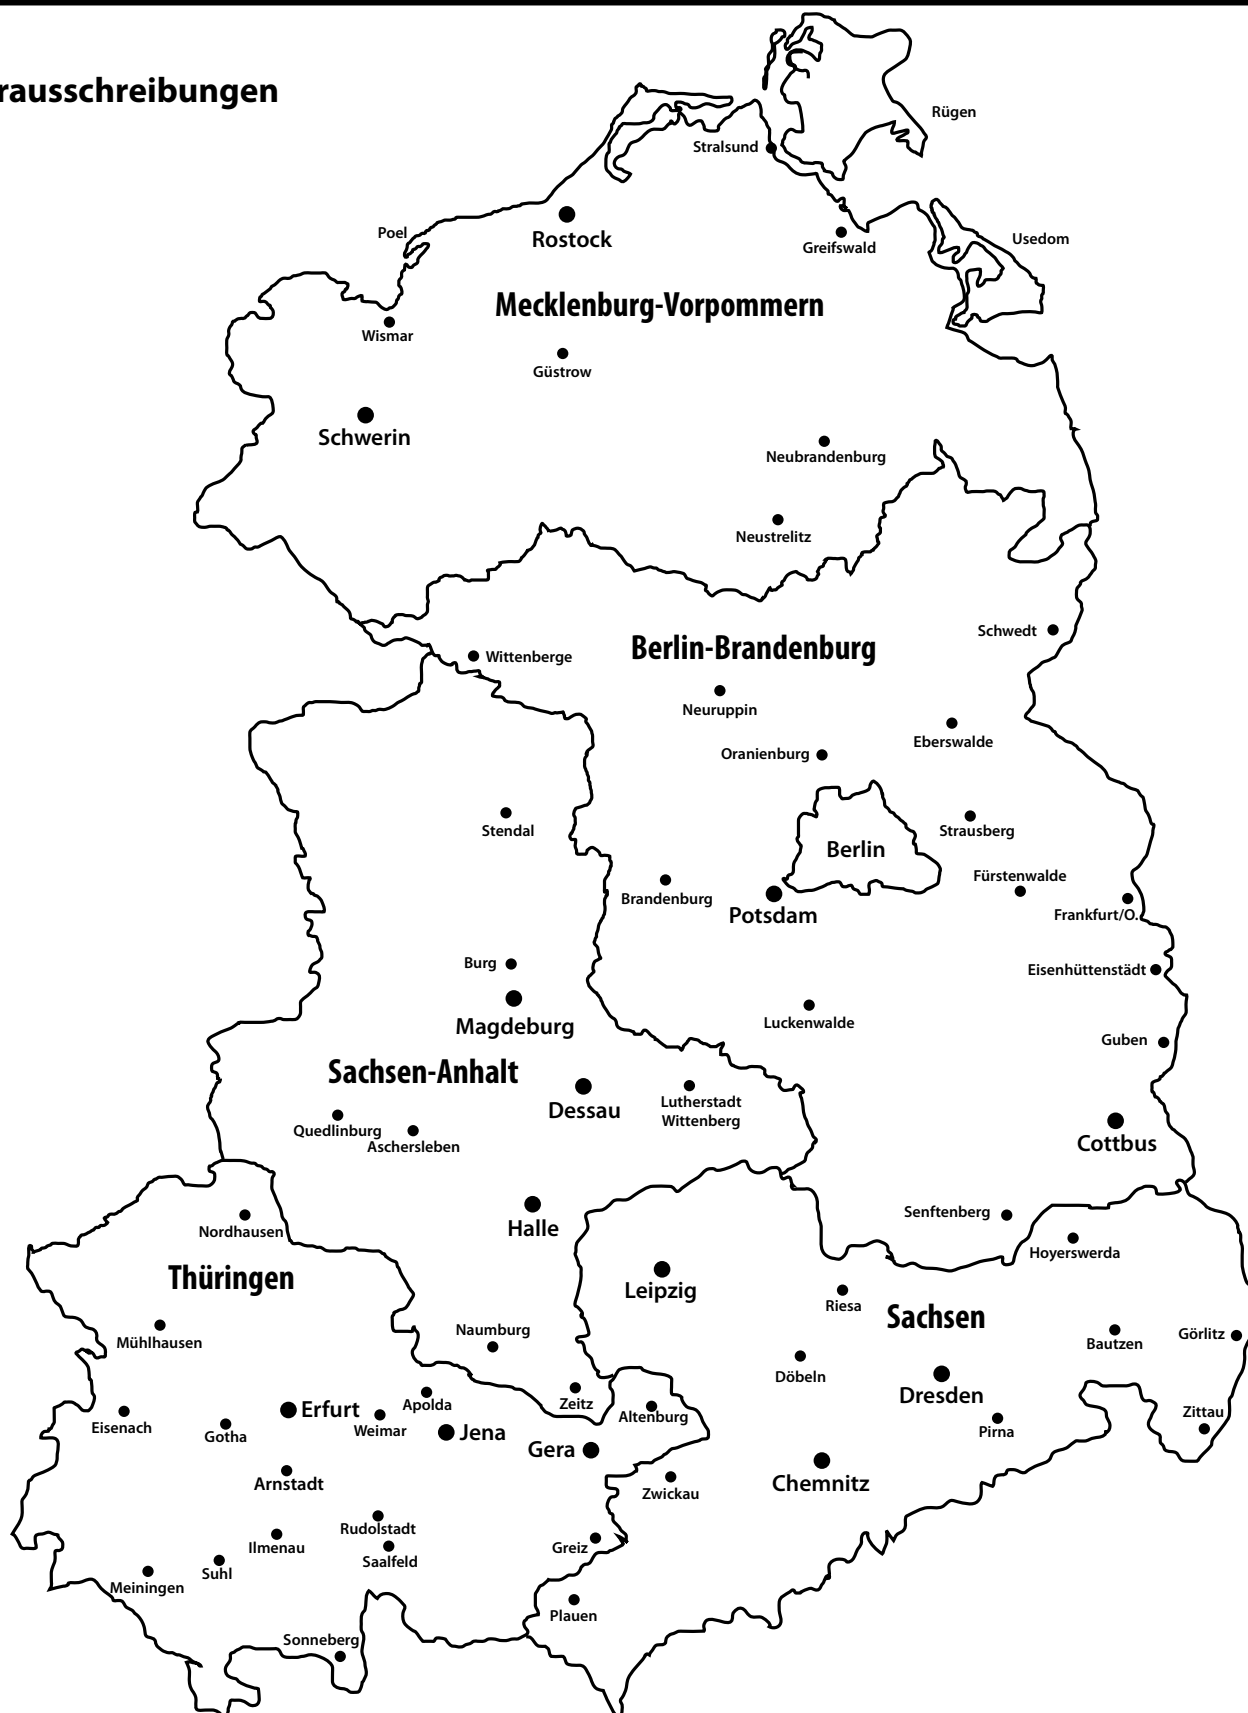 rausschreibungen
Rügen
Stralsund
Poel
Rostock
Greifswald
Usedom
Mecklenburg-Vorpommern
Wismar
Güstrow
Schwerin
Neubrandenburg
Neustrelitz
Schwedt
Berlin-Brandenburg
Wittenberge
Neuruppin
Eberswalde
Oranienburg
Stendal
Strausberg
Berlin
Fürstenwalde
Brandenburg
Potsdam
Frankfurt/O.
Burg
Eisenhüttenstädt
Magdeburg
Luckenwalde
Guben
Sachsen-Anhalt
Dessau
Lutherstadt
Wittenberg
Quedlinburg
Aschersleben
Cottbus
Nordhausen
Halle
Senftenberg
Hoyerswerda
Thüringen
Leipzig
Riesa
Sachsen
Mühlhausen
Naumburg
Bautzen
Görlitz
Döbeln
Dresden
Erfurt
Apolda
Zeitz
Altenburg
Zittau
Eisenach
Gotha
Weimar
Jena
Pirna
Gera
Arnstadt
Chemnitz
Zwickau
Rudolstadt
Ilmenau
Saalfeld
Greiz
Suhl
Meiningen
Plauen
Sonneberg